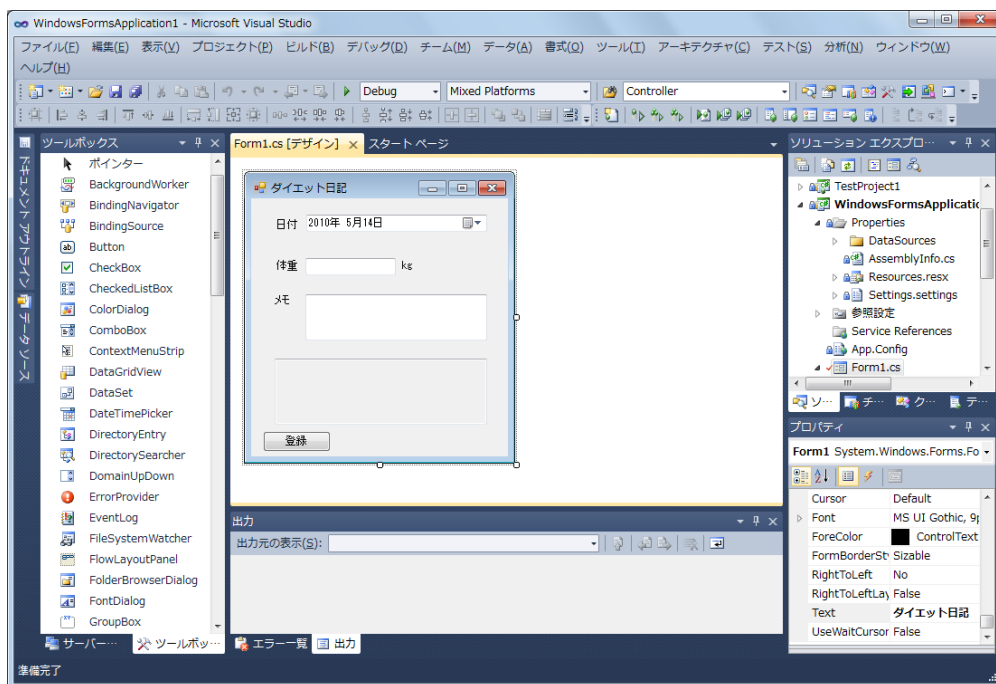 WindowsFormsApplication1 - Microsoft Visual Studio
ファイル(F) 編集(E) 表示(V) プロジェクト(P) ビルド(B) デバッグ(D) チーム(M) データ(A) 書式(O) ツール(T) アーキテクチャ(C) テスト(S) 分析(N) ウィンドウ(W)
ヘルプ(H)
Debug Mixed Platforms Controller
ドキュメント アウトライン
データ ソース
ツールボックス
ポインター
BackgroundWorker
BindingNavigator
BindingSource
Button
CheckBox
CheckedListBox
ColorDialog
ComboBox
ContextMenuStrip
DataGridView
DataSet
DateTimePicker
DirectoryEntry
DirectorySearcher
DomainUpDown
ErrorProvider
EventLog
FileSystemWatcher
FlowLayoutPanel
FolderBrowserDialog
FontDialog
GroupBox
サーバー… ツールボッ…
Form1.cs [デザイン] スタート ページ
ダイエット日記
日付 2010年 5月14日
体重 kg
メモ
登録
出力
出力元の表示(S):
エラー一覧 出力
ソリューション エクスプロ…
TestProject1
WindowsFormsApplicatic
Properties
DataSources
AssemblyInfo.cs
Resources.resx
Settings.settings
参照設定
Service References
App.Config
Form1.cs
ソ… チ… ク… テ…
プロパティ
Form1 System.Windows.Forms.Fo
Cursor Default
Font MS UI Gothic, 9p
ForeColor ControlText
FormBorderSt Sizable
RightToLeft No
RightToLeftLay False
Text ダイエット日記
UseWaitCursor False
準備完了